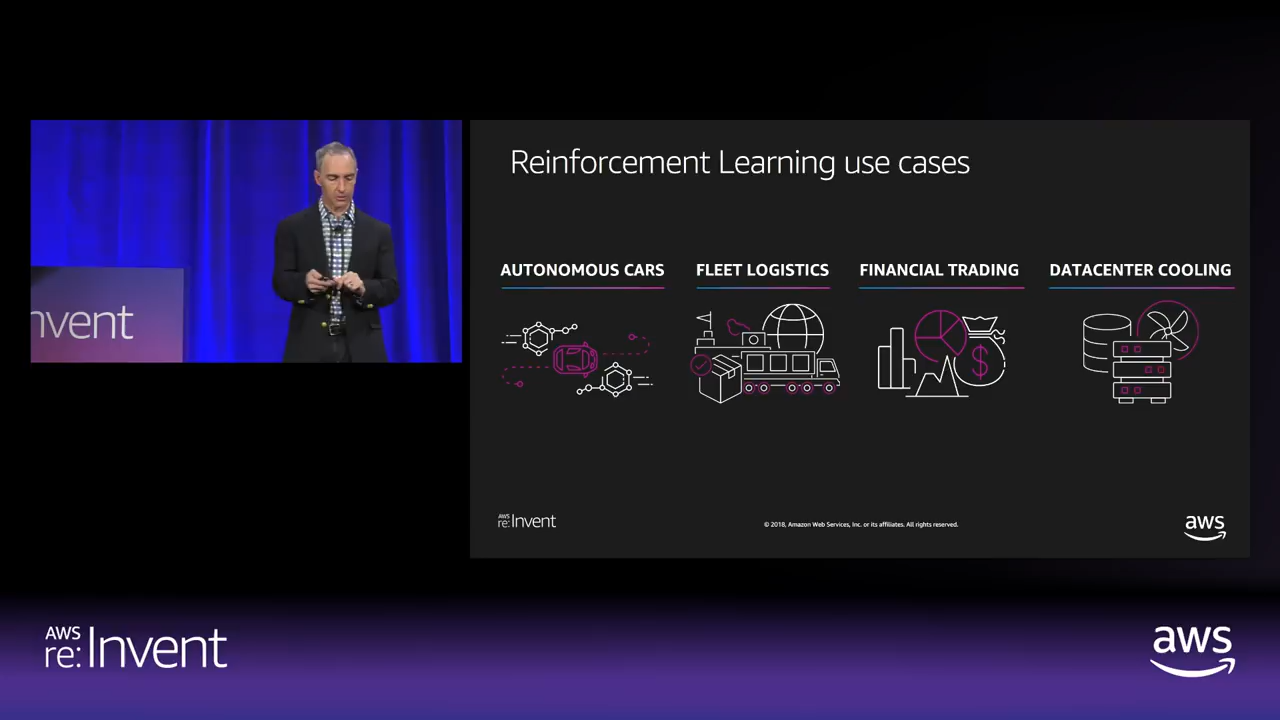 nvent
Reinforcement Learning use cases
AUTONOMOUS CARS
FLEET LOGISTICS
FINANCIAL TRADING
DATACENTER COOLING
$
AWS
re:Invent
© 2018, Amazon Web Services, Inc. or its affiliates. All rights reserved.
aws
AWS
re:Invent
aws